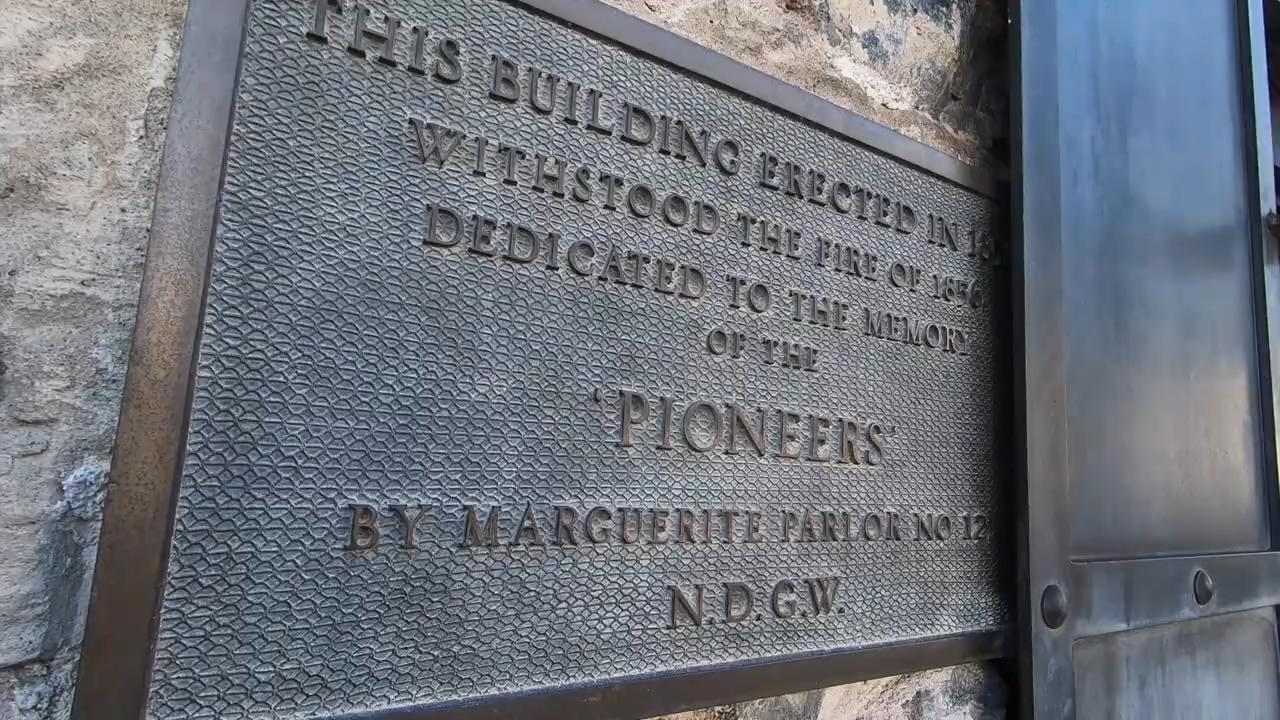 THIS BUILDING ERECTED IN
WITHSTOOD THE FIRE OF 1856
DEDICATED TO THE MEMORY
OF THE
'PIONEERS'
BY MARGUERITE PARLOR NO 12
N.D.G.W.